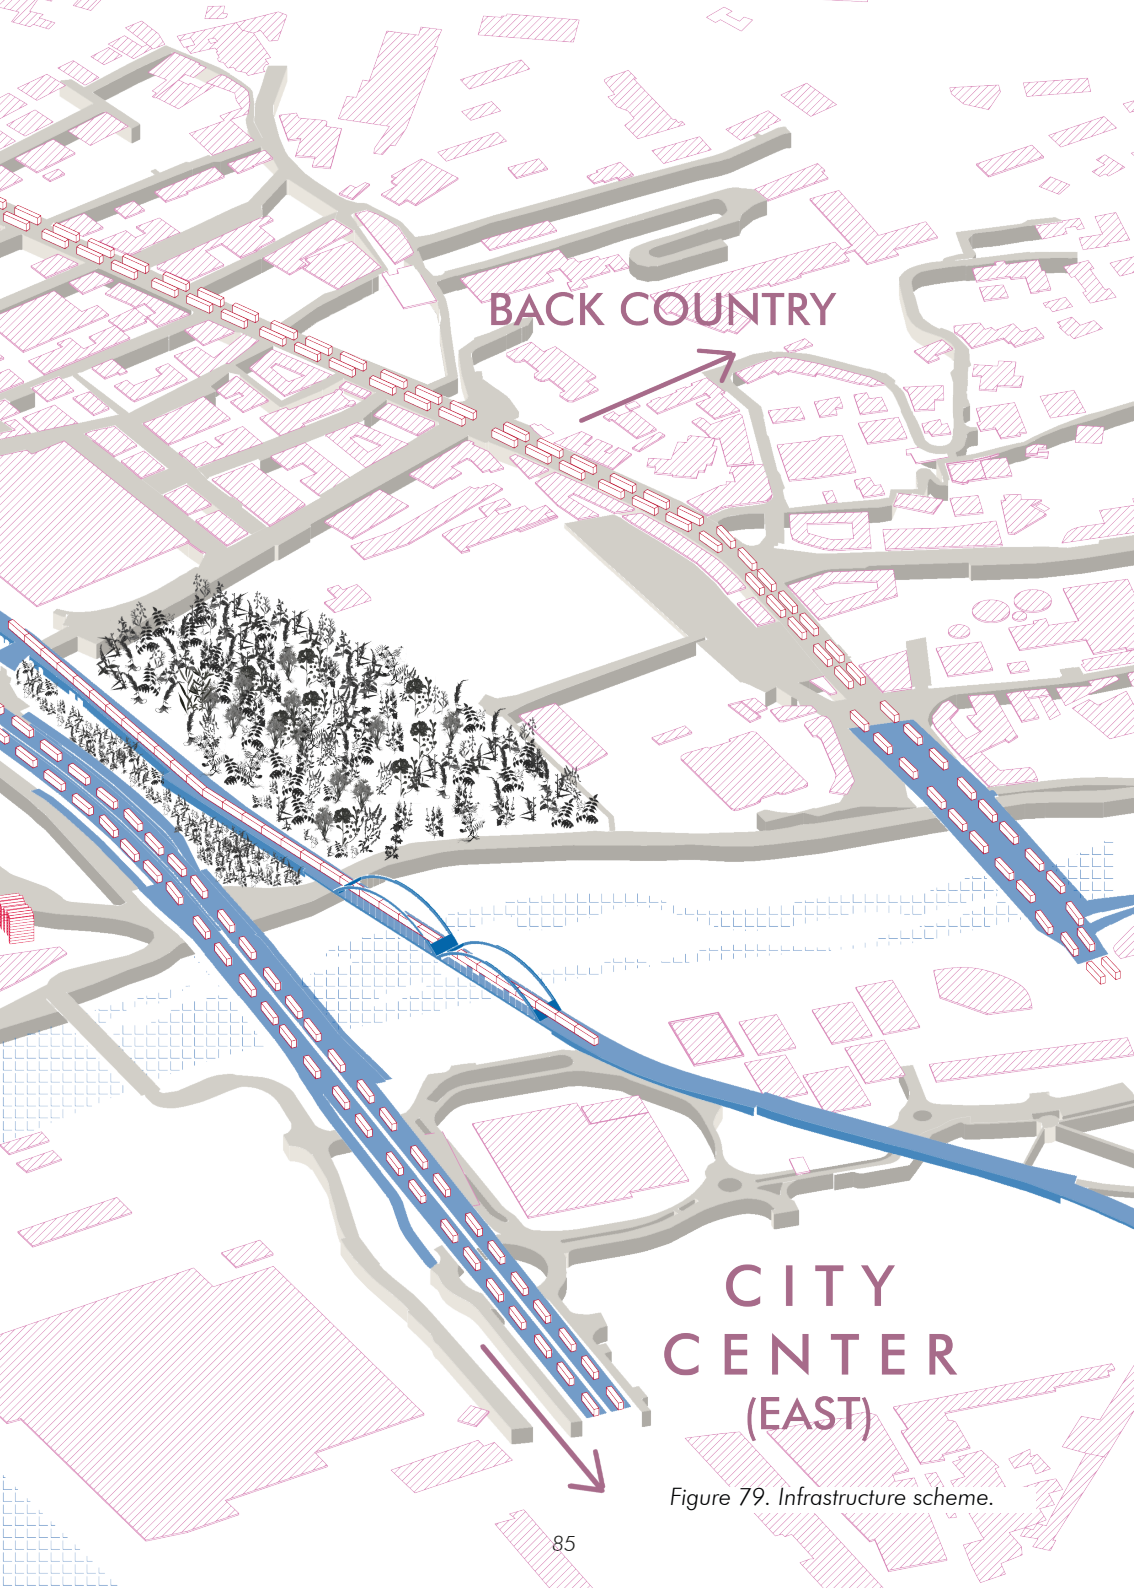 BACK COUNTRY
CITY
CENTER
(EAST)
Figure 79. Infrastructure scheme.
85